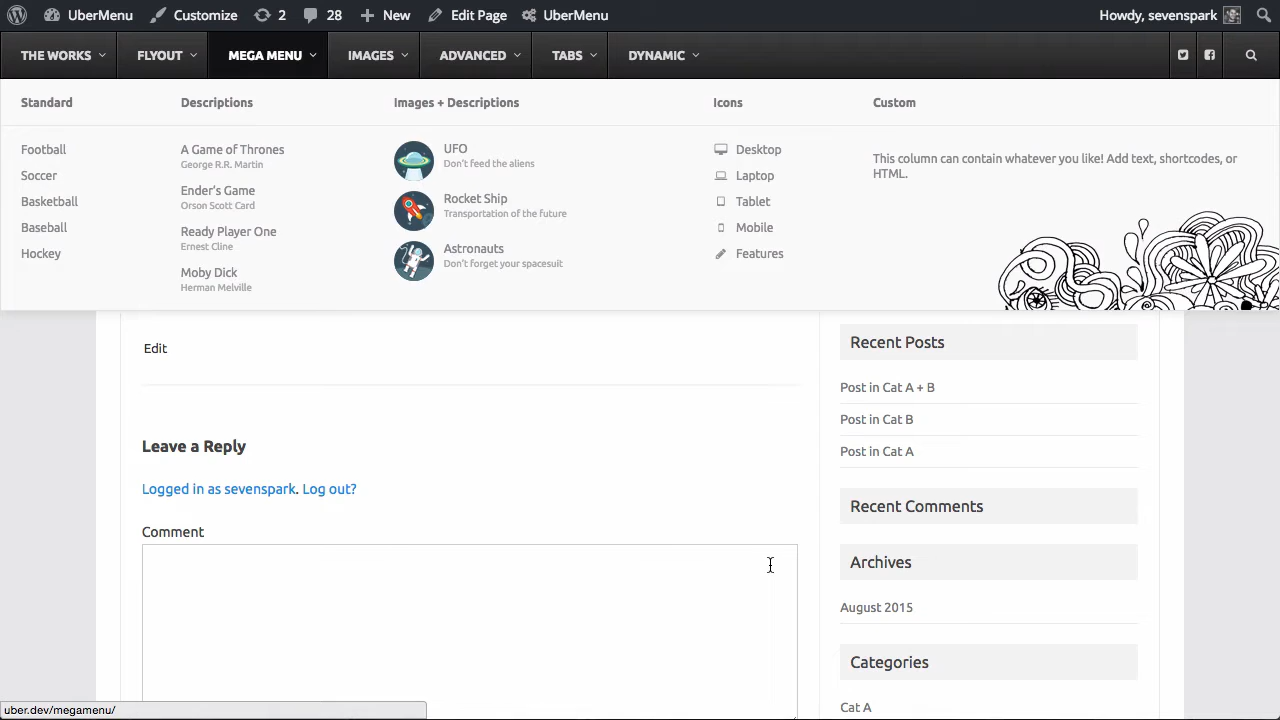 UberMenu Customize 2 28 New Edit Page UberMenu Howdy, sevenspark
THE WORKS FLYOUT MEGA MENU IMAGES ADVANCED TABS DYNAMIC
Standard
Football
Soccer
Basketball
Baseball
Hockey
Descriptions
A Game of Thrones
George R.R. Martin
Ender's Game
Orson Scott Card
Ready Player One
Ernest Cline
Moby Dick
Herman Melville
Images + Descriptions
UFO
Don't feed the aliens
Rocket Ship
Transportation of the future
Astronauts
Don't forget your spacesuit
Icons
Desktop
Laptop
Tablet
Mobile
Features
Custom
This column can contain whatever you like! Add text, shortcodes, or
HTML.
Edit
Leave a Reply
Logged in as sevenspark. Log out?
Comment
Recent Posts
Post in Cat A + B
Post in Cat B
Post in Cat A
Recent Comments
Archives
August 2015
Categories
Cat A
uber.dev/megamenu/